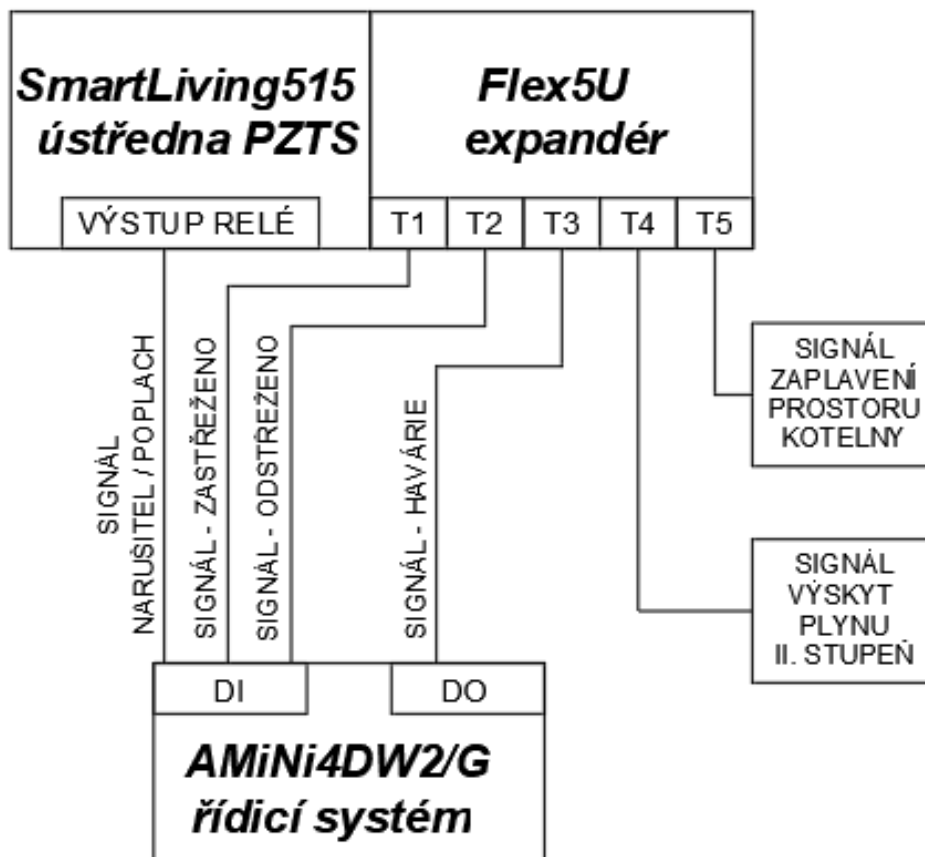 SmartLiving515
ústředna PZTS
Flex5U
expandér
VÝSTUP RELÉ
T1
T2
T3
T4
T5
SIGNÁL
NARUŠITEL / POPLACH
SIGNÁL - ZASTŘEŽENO
SIGNÁL - ODSTŘEŽENO
SIGNÁL - HAVÁRIE
SIGNÁL
ZAPLAVENÍ
PROSTORU
KOTELNY
SIGNÁL
VÝSKYT
PLYNU
II. STUPEŇ
DI
DO
AMiNi4DW2/G
řídicí systém